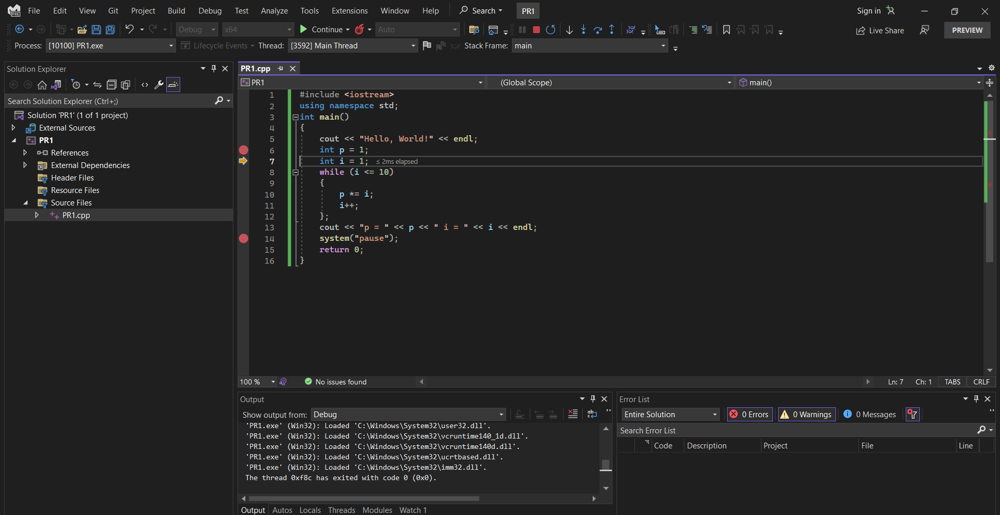 PRE File Edit View Git Project Build Debug Test Analyze Tools Extensions Window Help Search PR1 Sign in
Debug x64 Continue Auto Live Share PREVIEW
Process: [10100] PR1.exe Lifecycle Events Thread: [3592] Main Thread Stack Frame: main
Solution Explorer
Search Solution Explorer (Ctrl+;)
Solution 'PR1' (1 of 1 project)
External Sources
PR1
References
External Dependencies
Header Files
Resource Files
Source Files
PR1.cpp
PR1.cpp
PR1 (Global Scope) main()
1 #include <iostream>
2 using namespace std;
3 int main()
4 {
5 cout << "Hello, World!" << endl;
6 int p = 1;
7 int i = 1; ≤ 2ms elapsed
8 while (i <= 10)
9 {
10 p *= i;
11 i++;
12 };
13 cout << "p = " << p << " i = " << i << endl;
14 system("pause");
15 return 0;
16 }
100 % No issues found Ln: 7 Ch: 1 TABS CRLF
Output
Show output from: Debug
'PR1.exe' (Win32): Loaded 'C:\Windows\System32\user32.dll'.
'PR1.exe' (Win32): Loaded 'C:\Windows\System32\vcruntime140_1d.dll'.
'PR1.exe' (Win32): Loaded 'C:\Windows\System32\vcruntime140d.dll'.
'PR1.exe' (Win32): Loaded 'C:\Windows\System32\ucrtbased.dll'.
'PR1.exe' (Win32): Loaded 'C:\Windows\System32\imm32.dll'.
The thread 0xf8c has exited with code 0 (0x0).
Output Autos Locals Threads Modules Watch 1
Error List
Entire Solution 0 Errors 0 Warnings 0 Messages
Search Error List
Code Description Project File Line